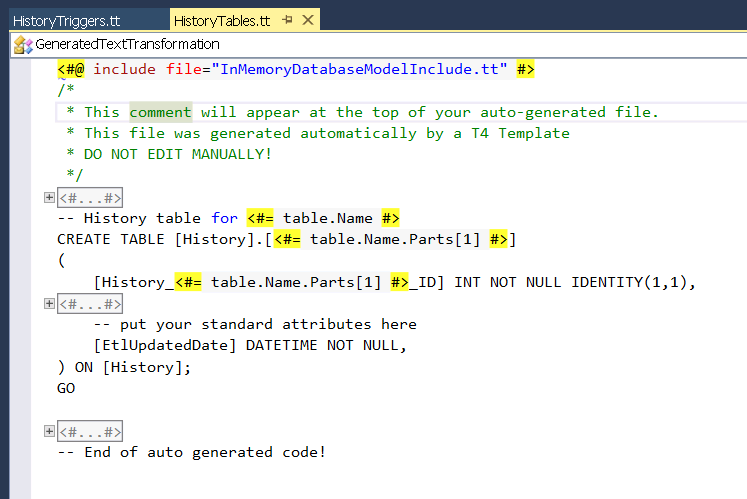 HistoryTriggers.tt HistoryTables.tt
GeneratedTextTransformation
<#@ include file="InMemoryDatabaseModelInclude.tt" #>
/*
* This comment will appear at the top of your auto-generated file.
* This file was generated automatically by a T4 Template
* DO NOT EDIT MANUALLY!
*/
<#...#>
-- History table for <#= table.Name #>
CREATE TABLE [History].[<#= table.Name.Parts[1] #>]
(
[History_<#= table.Name.Parts[1] #>_ID] INT NOT NULL IDENTITY(1,1),
<#...#>
-- put your standard attributes here
[EtlUpdatedDate] DATETIME NOT NULL,
) ON [History];
GO
<#...#>
-- End of auto generated code!